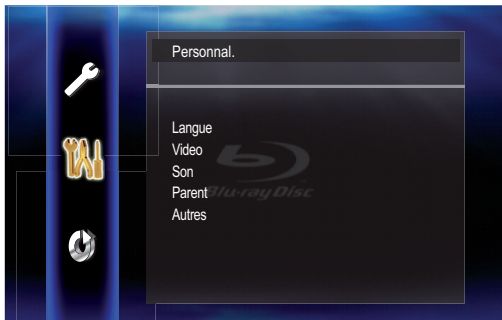 Personnal.
Langue
Video
Son
Parent
Autres
Blu-ray Disc